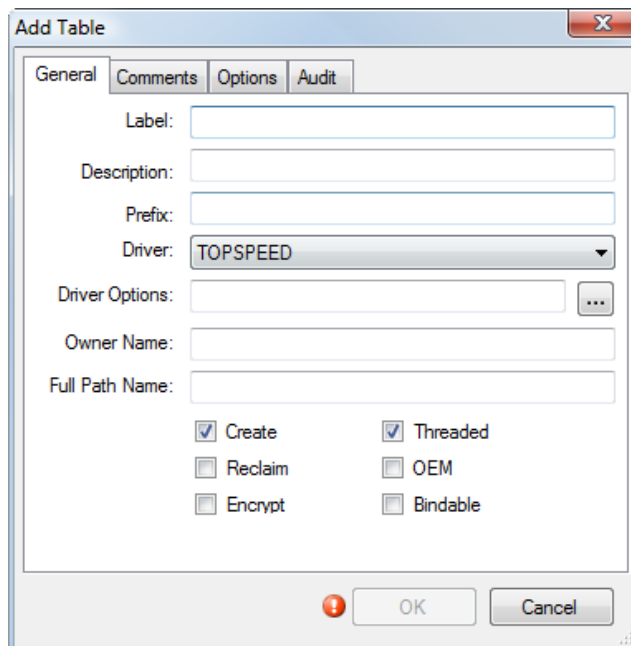 Add Table
General Comments Options Audit
Label:
Description:
Prefix:
Driver: TOPSPEED
Driver Options: ...
Owner Name:
Full Path Name:
Create Threaded
Reclaim OEM
Encrypt Bindable
OK Cancel